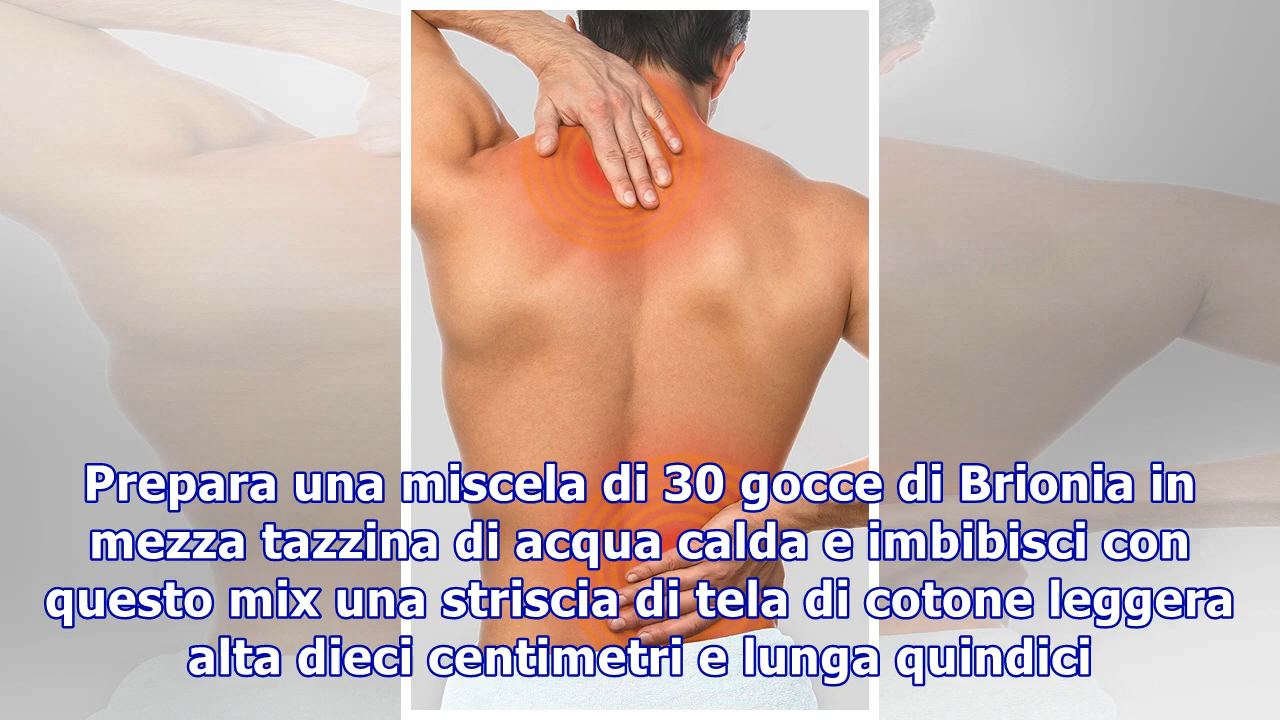 Prepara una miscela di 30 gocce di Brionia in
mezza tazzina di acqua calda e imbibisci con
questo mix una striscia di tela di cotone leggera
alta dieci centimetri e lunga quindici